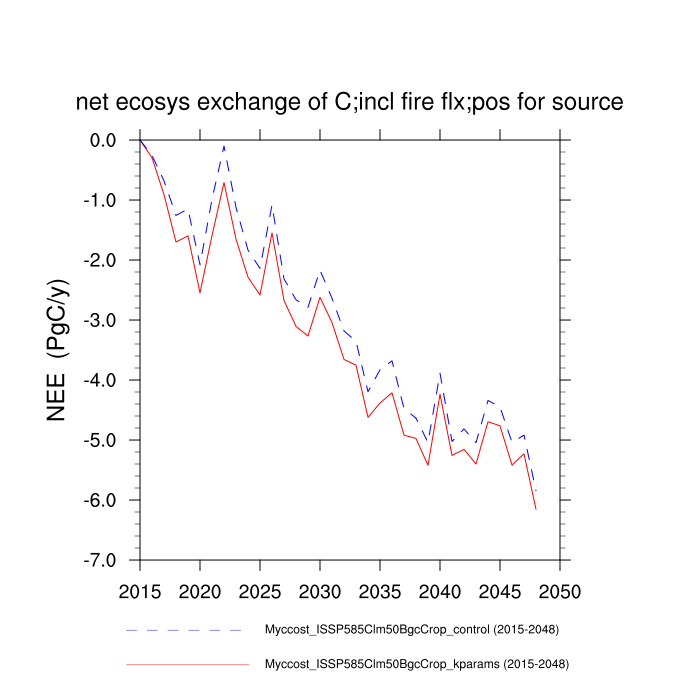 net ecosys exchange of C;incl fire flx;pos for source
0.0
-1.0
-2.0
-3.0
-4.0
-5.0
-6.0
-7.0
NEE (PgC/y)
2015 2020 2025 2030 2035 2040 2045 2050
Myccost_ISSP585Clm50BgcCrop_control (2015-2048)
Myccost_ISSP585Clm50BgcCrop_kparams (2015-2048)